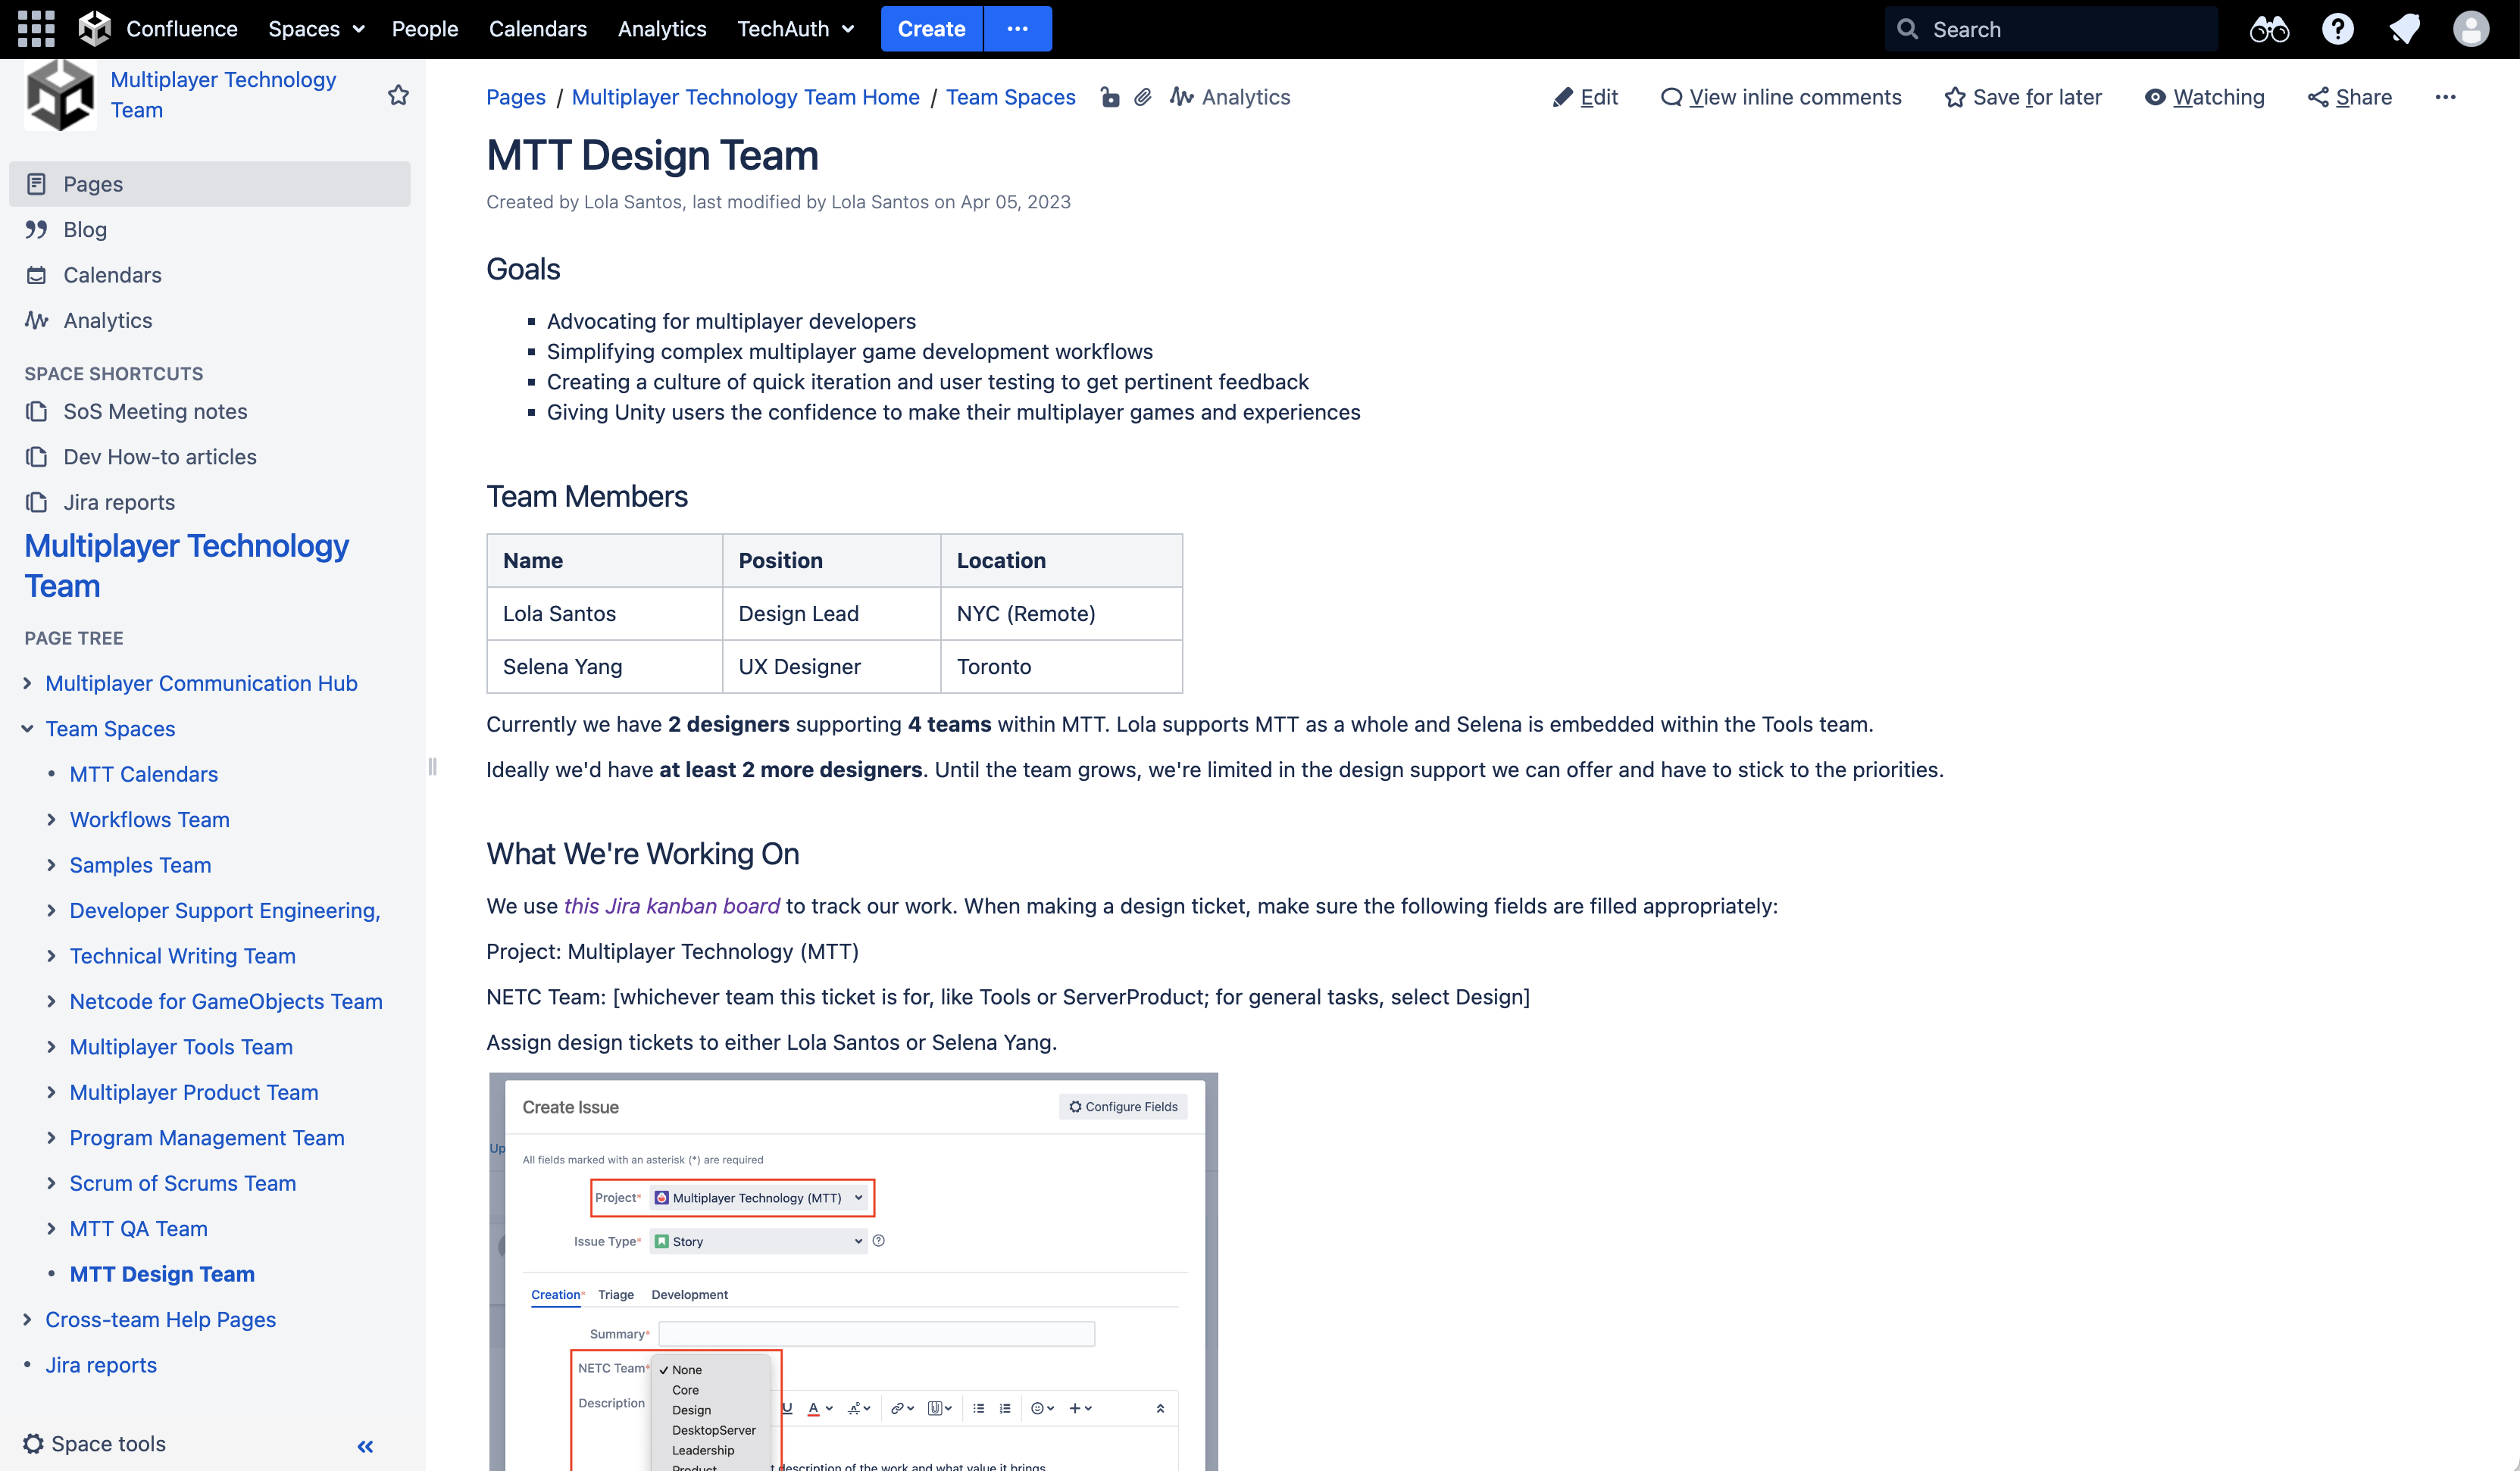 Confluence Spaces People Calendars Analytics TechAuth Create ··· Search
Multiplayer Technology
Team
Pages
Blog
Calendars
Analytics
SPACE SHORTCUTS
SoS Meeting notes
Dev How-to articles
Jira reports
Multiplayer Technology
Team
PAGE TREE
Multiplayer Communication Hub
Team Spaces
MTT Calendars
Workflows Team
Samples Team
Developer Support Engineering,
Technical Writing Team
Netcode for GameObjects Team
Multiplayer Tools Team
Multiplayer Product Team
Program Management Team
Scrum of Scrums Team
MTT QA Team
MTT Design Team
Cross-team Help Pages
Jira reports
Space tools
Pages / Multiplayer Technology Team Home / Team Spaces Analytics
Edit View inline comments Save for later Watching Share ···
MTT Design Team
Created by Lola Santos, last modified by Lola Santos on Apr 05, 2023
Goals
Advocating for multiplayer developers
Simplifying complex multiplayer game development workflows
Creating a culture of quick iteration and user testing to get pertinent feedback
Giving Unity users the confidence to make their multiplayer games and experiences
Team Members
Name Position Location
Lola Santos Design Lead NYC (Remote)
Selena Yang UX Designer Toronto
Currently we have 2 designers supporting 4 teams within MTT. Lola supports MTT as a whole and Selena is embedded within the Tools team.
Ideally we'd have at least 2 more designers. Until the team grows, we're limited in the design support we can offer and have to stick to the priorities.
What We're Working On
We use this Jira kanban board to track our work. When making a design ticket, make sure the following fields are filled appropriately:
Project: Multiplayer Technology (MTT)
NETC Team: [whichever team this ticket is for, like Tools or ServerProduct; for general tasks, select Design]
Assign design tickets to either Lola Santos or Selena Yang.
Create Issue Configure Fields
Up
All fields marked with an asterisk (*) are required
Project* Multiplayer Technology (MTT)
Issue Type* Story
Creation* Triage Development
Summary*
NETC Team* None
Core
Description Design
DesktopServer
Leadership
Product
description of the work and what value it brings